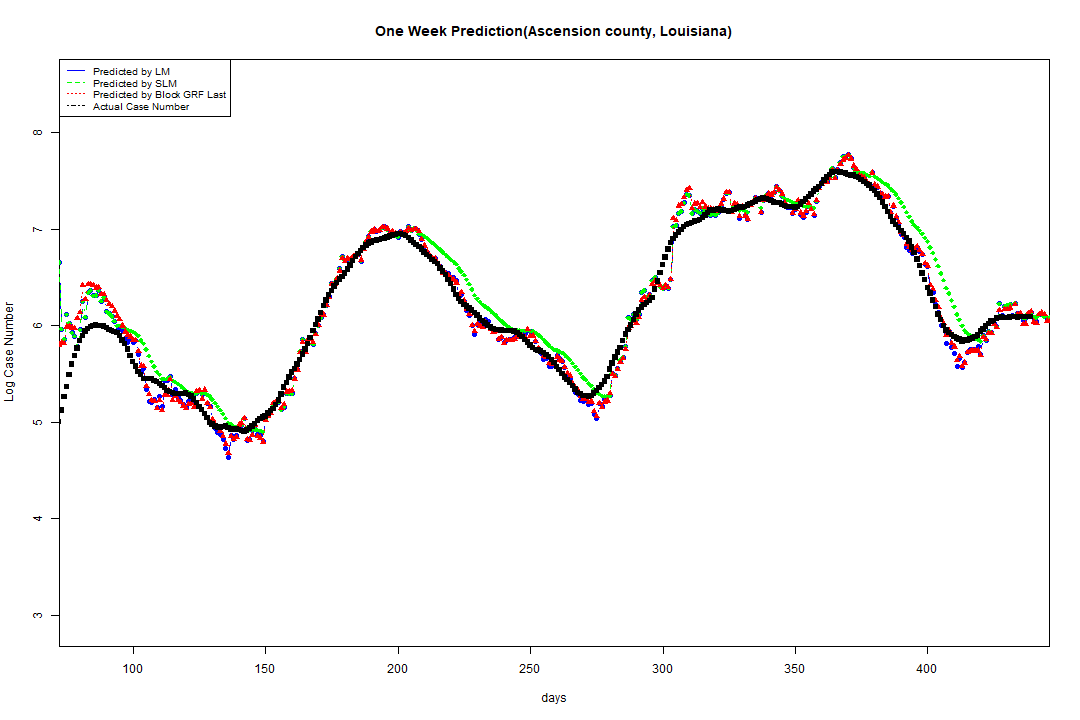 One Week Prediction(Ascension county, Louisiana)
Predicted by LM
Predicted by SLM
Predicted by Block GRF Last
Actual Case Number
8
7
6
5
4
3
Log Case Number
100 150 200 250 300 350 400
days